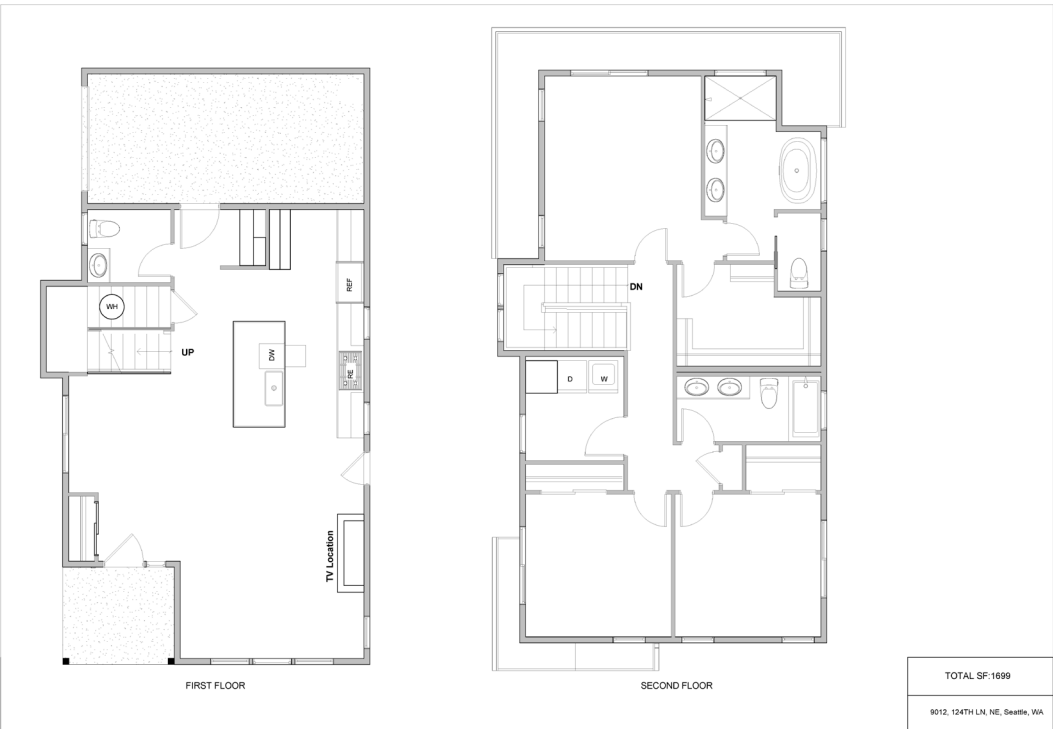 WH
UP
REF
DW
RE
TV Location
FIRST FLOOR
DN
D
W
SECOND FLOOR
TOTAL SF:1699
9012, 124TH LN, NE, Seattle, WA